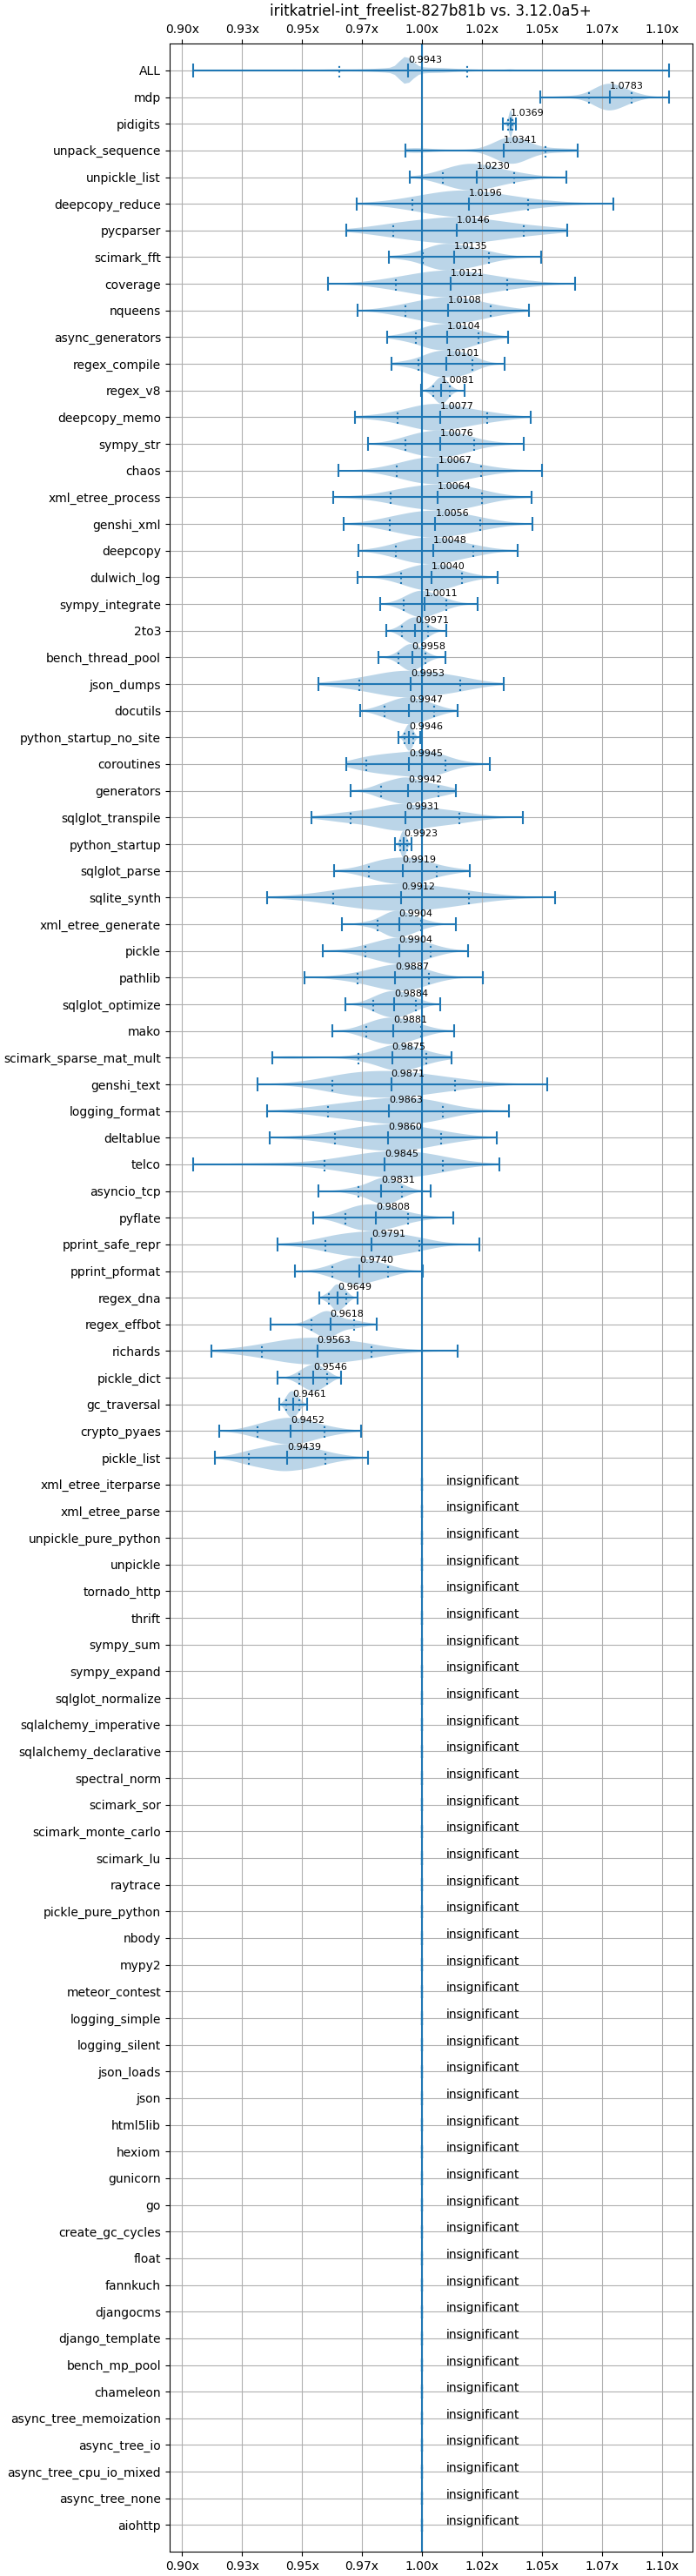 iritkatriel-int_freelist-827b81b vs. 3.12.0a5+
0.90x 0.93x 0.95x 0.97x 1.00x 1.02x 1.05x 1.07x 1.10x
ALL 0.9943
mdp 1.0783
pidigits 1.0369
unpack_sequence 1.0341
unpickle_list 1.0230
deepcopy_reduce 1.0196
pycparser 1.0146
scimark_fft 1.0135
coverage 1.0121
nqueens 1.0108
async_generators 1.0104
regex_compile 1.0101
regex_v8 1.0081
deepcopy_memo 1.0077
sympy_str 1.0076
chaos 1.0067
xml_etree_process 1.0064
genshi_xml 1.0056
deepcopy 1.0048
dulwich_log 1.0040
sympy_integrate 1.0011
2to3 0.9971
bench_thread_pool 0.9958
json_dumps 0.9953
docutils 0.9947
python_startup_no_site 0.9946
coroutines 0.9945
generators 0.9942
sqlglot_transpile 0.9931
python_startup 0.9923
sqlglot_parse 0.9919
sqlite_synth 0.9912
xml_etree_generate 0.9904
pickle 0.9904
pathlib 0.9887
sqlglot_optimize 0.9884
mako 0.9881
scimark_sparse_mat_mult 0.9875
genshi_text 0.9871
logging_format 0.9863
deltablue 0.9860
telco 0.9845
asyncio_tcp 0.9831
pyflate 0.9808
pprint_safe_repr 0.9791
pprint_pformat 0.9740
regex_dna 0.9649
regex_effbot 0.9618
richards 0.9563
pickle_dict 0.9546
gc_traversal 0.9461
crypto_pyaes 0.9452
pickle_list 0.9439
xml_etree_iterparse insignificant
xml_etree_parse insignificant
unpickle_pure_python insignificant
unpickle insignificant
tornado_http insignificant
thrift insignificant
sympy_sum insignificant
sympy_expand insignificant
sqlglot_normalize insignificant
sqlalchemy_imperative insignificant
sqlalchemy_declarative insignificant
spectral_norm insignificant
scimark_sor insignificant
scimark_monte_carlo insignificant
scimark_lu insignificant
raytrace insignificant
pickle_pure_python insignificant
nbody insignificant
mypy2 insignificant
meteor_contest insignificant
logging_simple insignificant
logging_silent insignificant
json_loads insignificant
json insignificant
html5lib insignificant
hexiom insignificant
gunicorn insignificant
go insignificant
create_gc_cycles insignificant
float insignificant
fannkuch insignificant
djangocms insignificant
django_template insignificant
bench_mp_pool insignificant
chameleon insignificant
async_tree_memoization insignificant
async_tree_io insignificant
async_tree_cpu_io_mixed insignificant
async_tree_none insignificant
aiohttp insignificant
0.90x 0.93x 0.95x 0.97x 1.00x 1.02x 1.05x 1.07x 1.10x